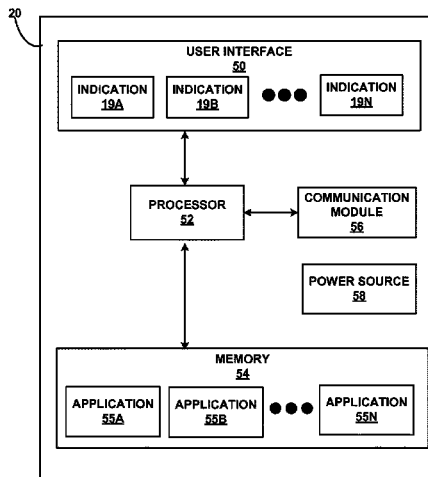 20
USER INTERFACE
50
INDICATION INDICATION INDICATION
19A 19B 19N
PROCESSOR
52
COMMUNICATION
MODULE
56
POWER SOURCE
58
MEMORY
54
APPLICATION APPLICATION APPLICATION
55A 55B 55N